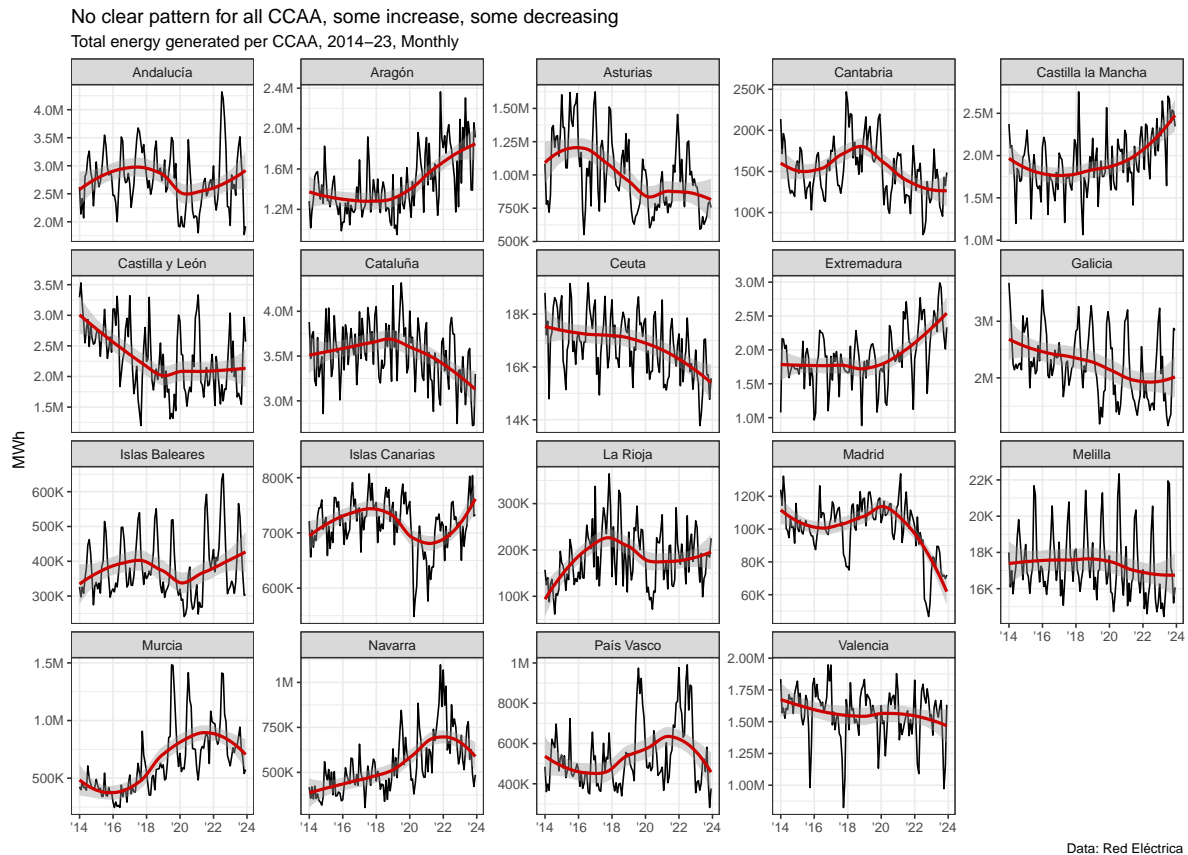 No clear pattern for all CCAA, some increase, some decreasing
Total energy generated per CCAA, 2014−23, Monthly
Andalucía
Aragón
Asturias
Cantabria
Castilla la Mancha
4.0M
3.5M
3.0M
2.5M
2.0M
2.4M
2.0M
1.6M
1.2M
1.50M
1.25M
1.00M
750K
500K
250K
200K
150K
100K
2.5M
2.0M
1.5M
1.0M
Castilla y León
Cataluña
Ceuta
Extremadura
Galicia
3.5M
3.0M
2.5M
2.0M
1.5M
4.0M
3.5M
3.0M
18K
16K
14K
3.0M
2.5M
2.0M
1.5M
1.0M
3M
2M
MWh
Islas Baleares
Islas Canarias
La Rioja
Madrid
Melilla
600K
500K
400K
300K
800K
700K
600K
300K
200K
100K
120K
100K
80K
60K
22K
20K
18K
16K
'14 '16 '18 '20 '22 '24
Murcia
Navarra
País Vasco
Valencia
1.5M
1.0M
500K
1M
750K
500K
1M
800K
600K
400K
2.00M
1.75M
1.50M
1.25M
1.00M
'14 '16 '18 '20 '22 '24
'14 '16 '18 '20 '22 '24
'14 '16 '18 '20 '22 '24
'14 '16 '18 '20 '22 '24
Data: Red Eléctrica